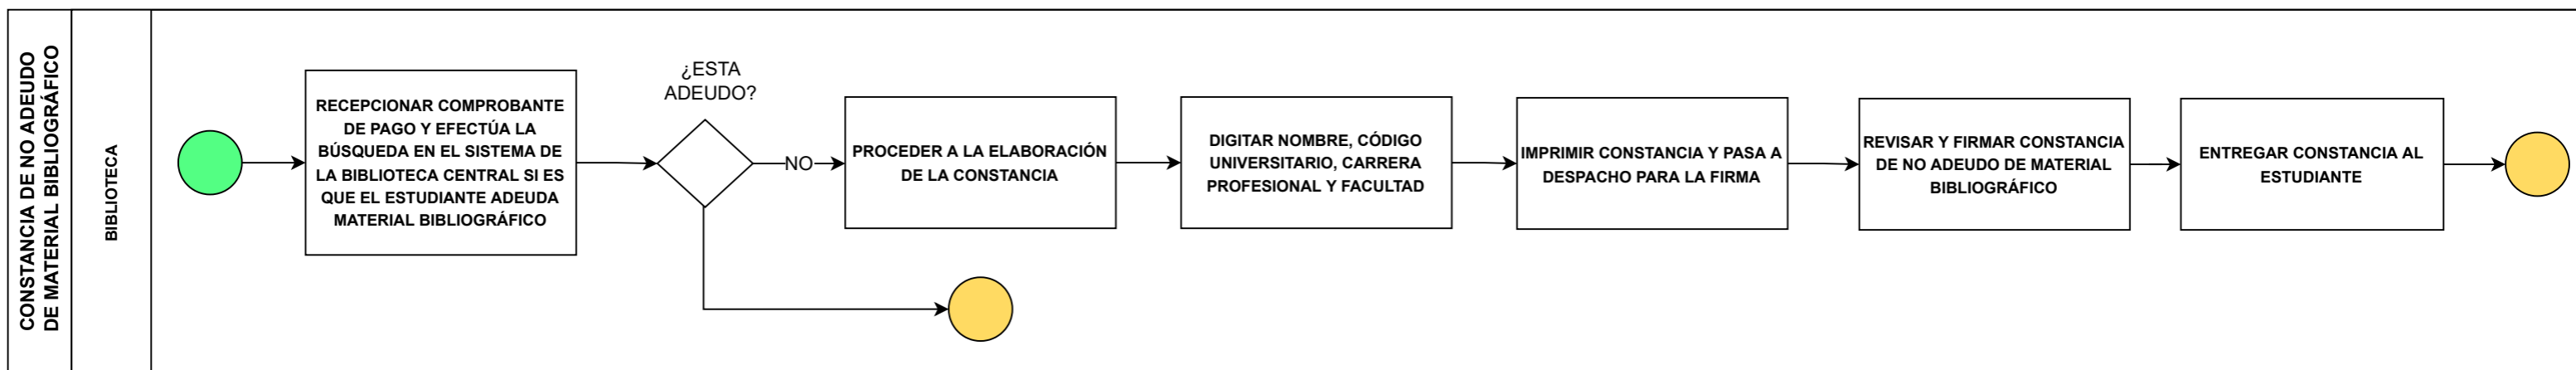 CONSTANCIA DE NO ADEUDO
DE MATERIAL BIBLIOGRÁFICO
BIBLIOTECA
RECEPCIONAR COMPROBANTE
DE PAGO Y EFECTÚA LA
BÚSQUEDA EN EL SISTEMA DE
LA BIBLIOTECA CENTRAL SI ES
QUE EL ESTUDIANTE ADEUDA
MATERIAL BIBLIOGRÁFICO
¿ESTA
ADEUDO?
NO
PROCEDER A LA ELABORACIÓN
DE LA CONSTANCIA
DIGITAR NOMBRE, CÓDIGO
UNIVERSITARIO, CARRERA
PROFESIONAL Y FACULTAD
IMPRIMIR CONSTANCIA Y PASA A
DESPACHO PARA LA FIRMA
REVISAR Y FIRMAR CONSTANCIA
DE NO ADEUDO DE MATERIAL
BIBLIOGRÁFICO
ENTREGAR CONSTANCIA AL
ESTUDIANTE